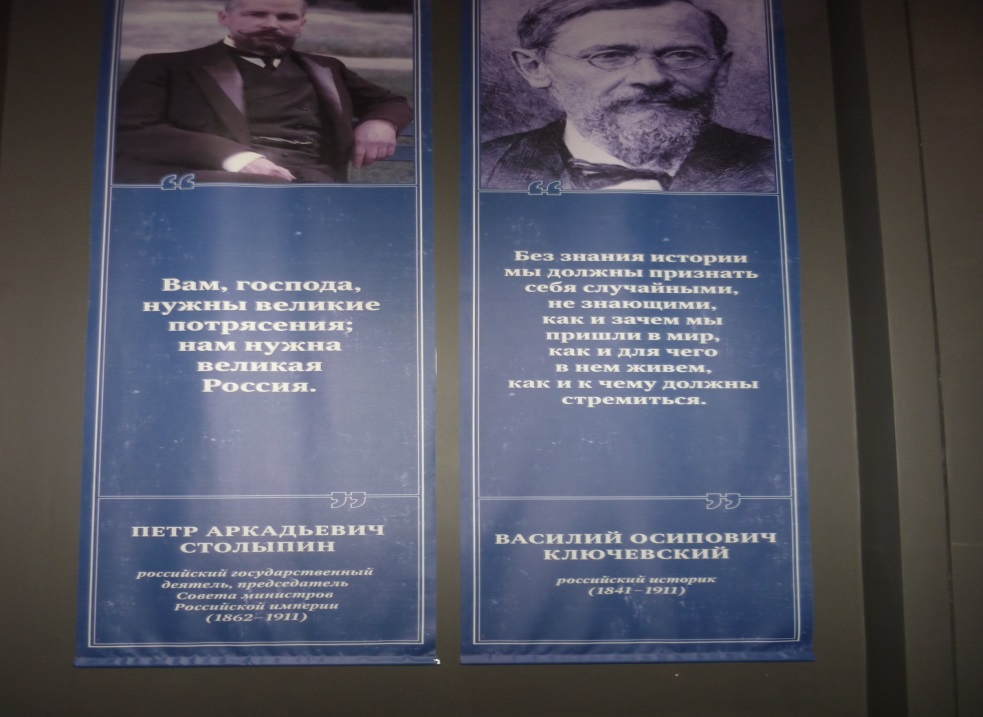 Вам, господа,
нужны великие
потрясения;
нам нужна
великая
Россия.
ПЕТР АРКАДЬЕВИЧ
СТОЛЫПИН
российский государственный
деятель, председатель
Совета министров
Российской империи
(1862–1911)
Без знания истории
мы должны признать
себя случайными,
не знающими,
как и зачем мы
пришли в мир,
как и для чего
в нем живем,
как и к чему должны
стремиться.
ВАСИЛИЙ ОСИПОВИЧ
КЛЮЧЕВСКИЙ
российский историк
(1841–1911)